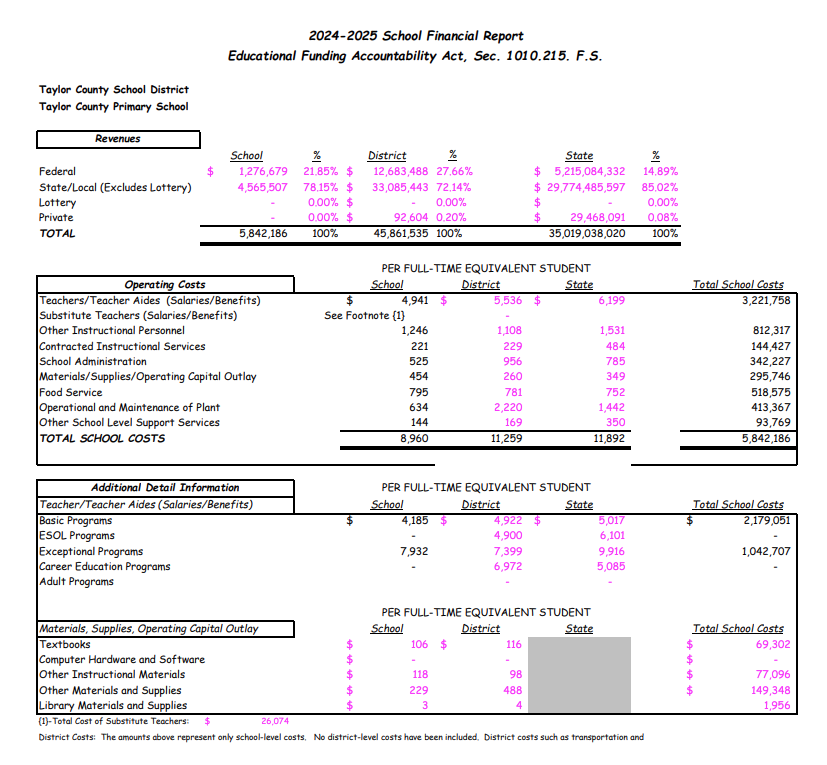 2024-2025 School Financial Report
Educational Funding Accountability Act, Sec. 1010.215. F.S.
Taylor County School District
Taylor County Primary School
Revenues
School % District % State %
Federal $ 1,276,679 21.85% $ 12,683,488 27.66% $ 5,215,084,332 14.89%
State/Local (Excludes Lottery) 4,565,507 78.15% $ 33,085,443 72.14% $ 29,774,485,597 85.02%
Lottery - 0.00% $ - 0.00% $ - 0.00%
Private - 0.00% $ 92,604 0.20% $ 29,468,091 0.08%
TOTAL 5,842,186 100% 45,861,535 100% 35,019,038,020 100%
PER FULL-TIME EQUIVALENT STUDENT
Operating Costs School District State Total School Costs
Teachers/Teacher Aides (Salaries/Benefits) $ 4,941 $ 5,536 $ 6,199 3,221,758
Substitute Teachers (Salaries/Benefits) See Footnote {1} -
Other Instructional Personnel 1,246 1,108 1,531 812,317
Contracted Instructional Services 221 229 484 144,427
School Administration 525 956 785 342,227
Materials/Supplies/Operating Capital Outlay 454 260 349 295,746
Food Service 795 781 752 518,575
Operational and Maintenance of Plant 634 2,220 1,442 413,367
Other School Level Support Services 144 169 350 93,769
TOTAL SCHOOL COSTS 8,960 11,259 11,892 5,842,186
Additional Detail Information PER FULL-TIME EQUIVALENT STUDENT
Teacher/Teacher Aides (Salaries/Benefits) School District State Total School Costs
Basic Programs $ 4,185 $ 4,922 $ 5,017 $ 2,179,051
ESOL Programs - 4,900 6,101 -
Exceptional Programs 7,932 7,399 9,916 1,042,707
Career Education Programs - 6,972 5,085 -
Adult Programs - -
PER FULL-TIME EQUIVALENT STUDENT
Materials, Supplies, Operating Capital Outlay School District State Total School Costs
Textbooks $ 106 $ 116 $ 69,302
Computer Hardware and Software $ - - $ -
Other Instructional Materials $ 118 98 $ 77,096
Other Materials and Supplies $ 229 488 $ 149,348
Library Materials and Supplies $ 3 4 1,956
{1}-Total Cost of Substitute Teachers: $ 26,074
District Costs: The amounts above represent only school-level costs. No district-level costs have been included. District costs such as transportation and